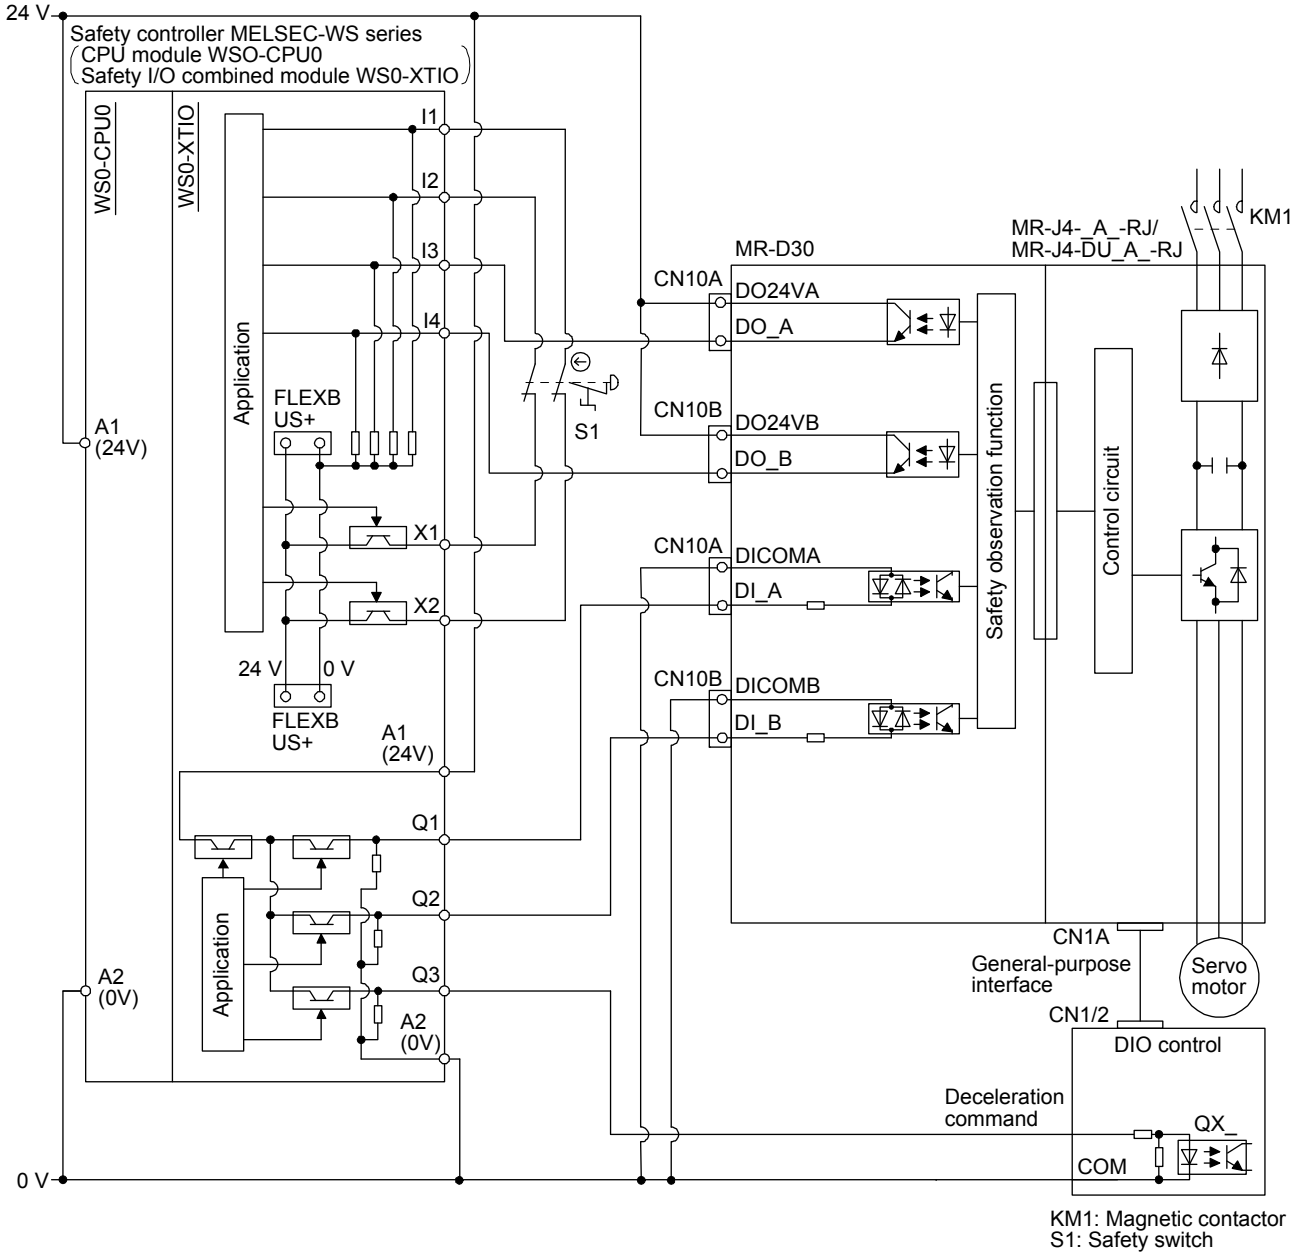 24 V
Safety controller MELSEC-WS series
CPU module WSO-CPU0
Safety I/O combined module WS0-XTIO
WS0-CPU0
WS0-XTIO
I1
I2
I3
I4
Application
FLEXB
US+
A1
(24V)
X1
X2
24 V
0 V
FLEXB
US+
A1
(24V)
Q1
Q2
Q3
Application
A2
(0V)
A2
(0V)
0 V
S1
MR-D30
MR-J4-_A_-RJ/
MR-J4-DU_A_-RJ
KM1
CN10A
DO24VA
DO_A
CN10B
DO24VB
DO_B
CN10A
DICOMA
DI_A
CN10B
DICOMB
DI_B
Safety observation function
Control circuit
CN1A
General-purpose
interface
Servo
motor
CN1/2
DIO control
Deceleration
command
QX_
COM
KM1: Magnetic contactor
S1: Safety switch